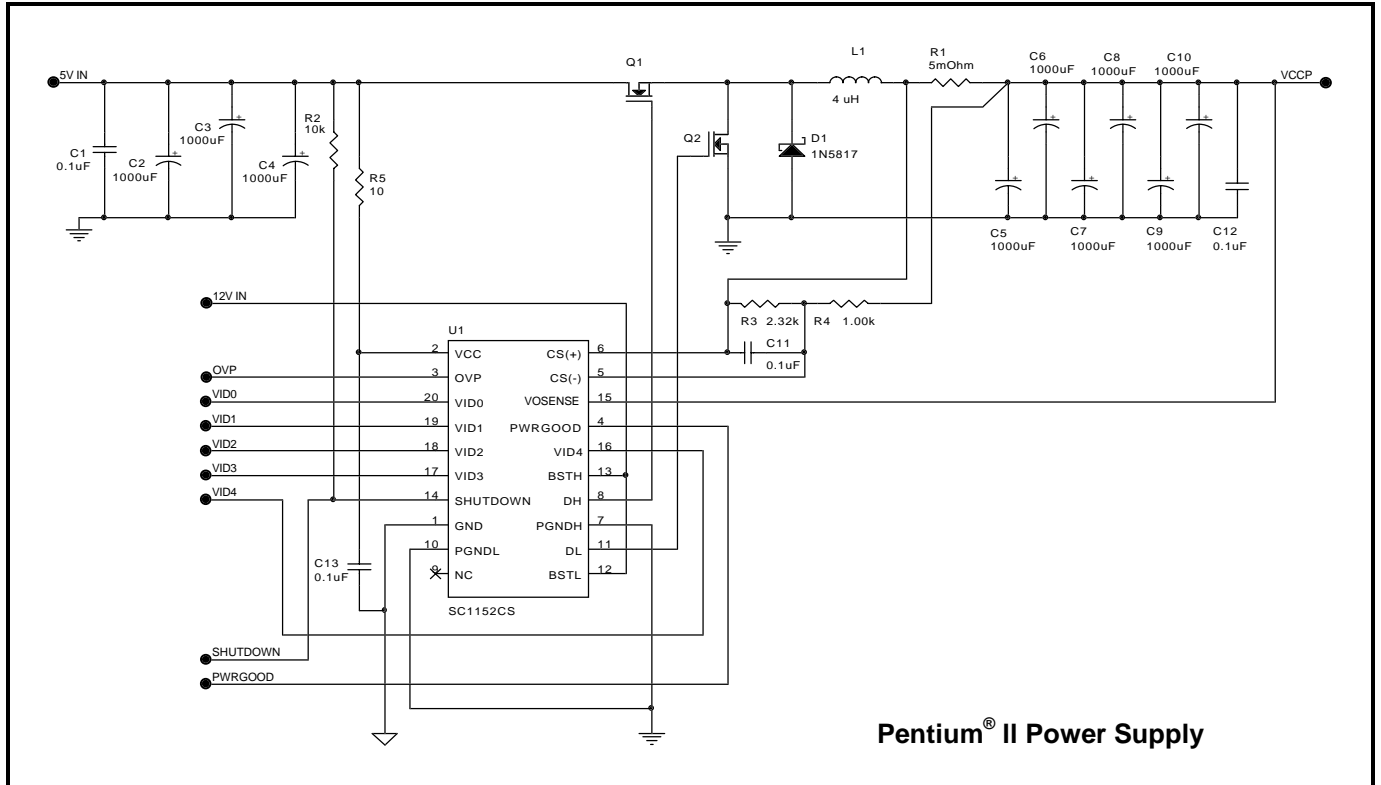 Q1
L1
R1
5mOhm
C6
1000uF
C8
1000uF
C10
1000uF
5V IN
VCCP
4 uH
R2
10k
C3
1000uF
C1
0.1uF
C2
1000uF
C4
1000uF
R5
10
Q2
D1
1N5817
C5
1000uF
C7
1000uF
C9
1000uF
C12
0.1uF
12V IN
R3 2.32k
R4 1.00k
C11
0.1uF
U1
2 VCC CS(+) 6
OVP 3 OVP CS(-) 5
VID0 20 VID0 VOSENSE 15
VID1 19 VID1 PWRGOOD 4
VID2 18 VID2 VID4 16
VID3 17 VID3 BSTH 13
VID4 14 SHUTDOWN DH 8
1 GND PGNDH 7
10 PGNDL DL 11
9 NC BSTL 12
C13
0.1uF
SC1152CS
SHUTDOWN
PWRGOOD
Pentium® II Power Supply